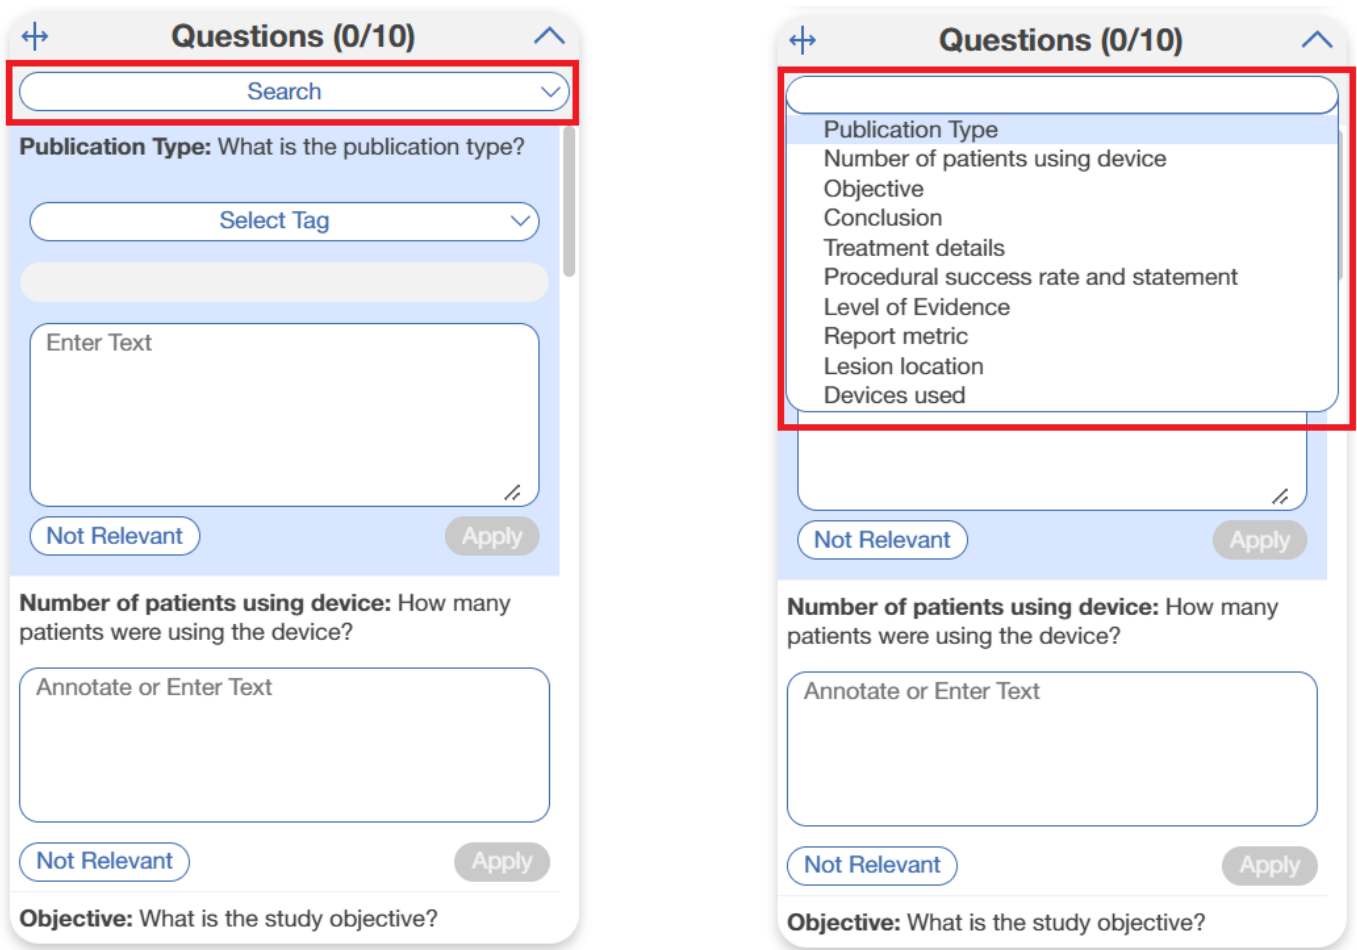 Questions (0/10)
Search
Publication Type: What is the publication type?
Select Tag
Enter Text
Not Relevant
Apply
Number of patients using device: How many
patients were using the device?
Annotate or Enter Text
Not Relevant
Apply
Objective: What is the study objective?
Questions (0/10)
Publication Type
Number of patients using device
Objective
Conclusion
Treatment details
Procedural success rate and statement
Level of Evidence
Report metric
Lesion location
Devices used
Not Relevant
Apply
Number of patients using device: How many
patients were using the device?
Annotate or Enter Text
Not Relevant
Apply
Objective: What is the study objective?